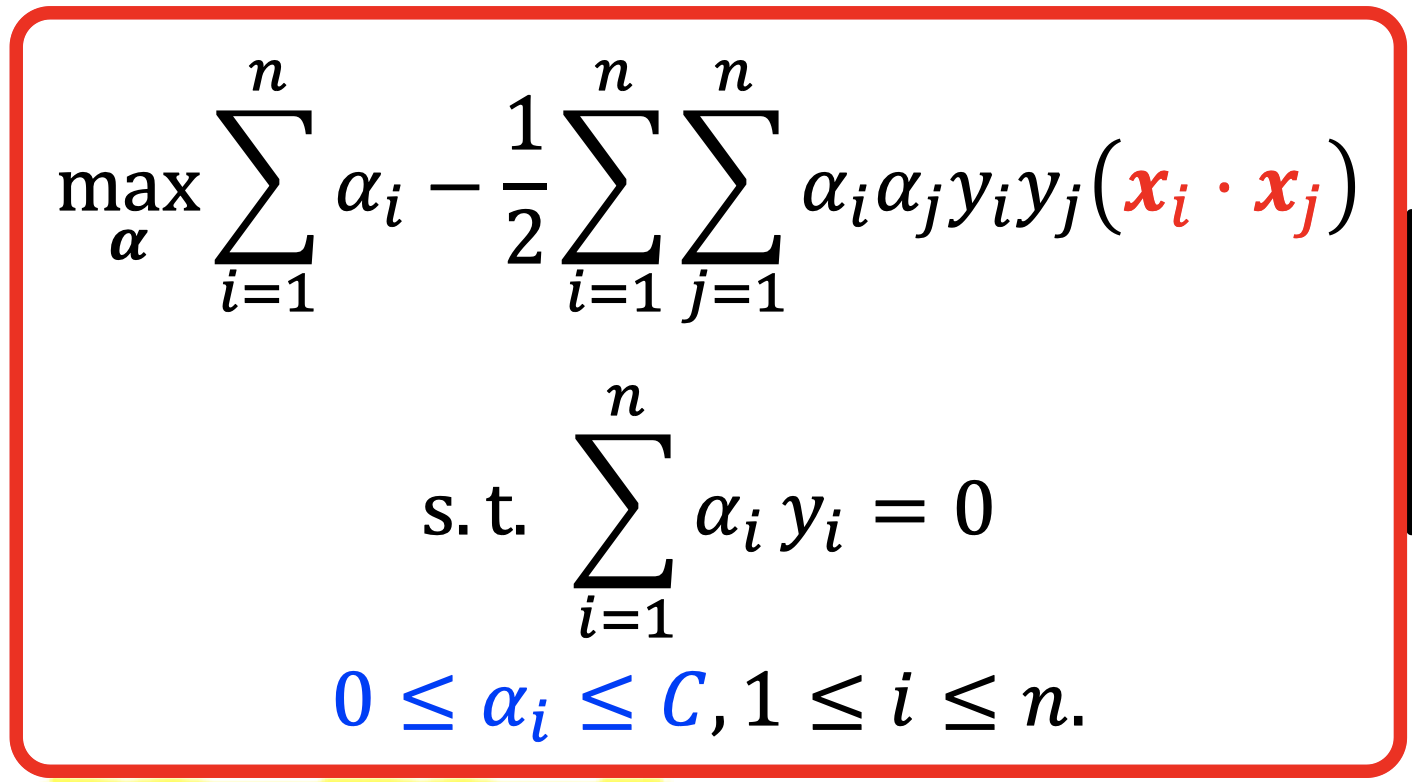 max_α ∑_{i=1}^{n} α_i − 1/2 ∑_{i=1}^{n} ∑_{j=1}^{n} α_i α_j y_i y_j (x_i · x_j)
s.t. ∑_{i=1}^{n} α_i y_i = 0
0 ≤ α_i ≤ C, 1 ≤ i ≤ n.